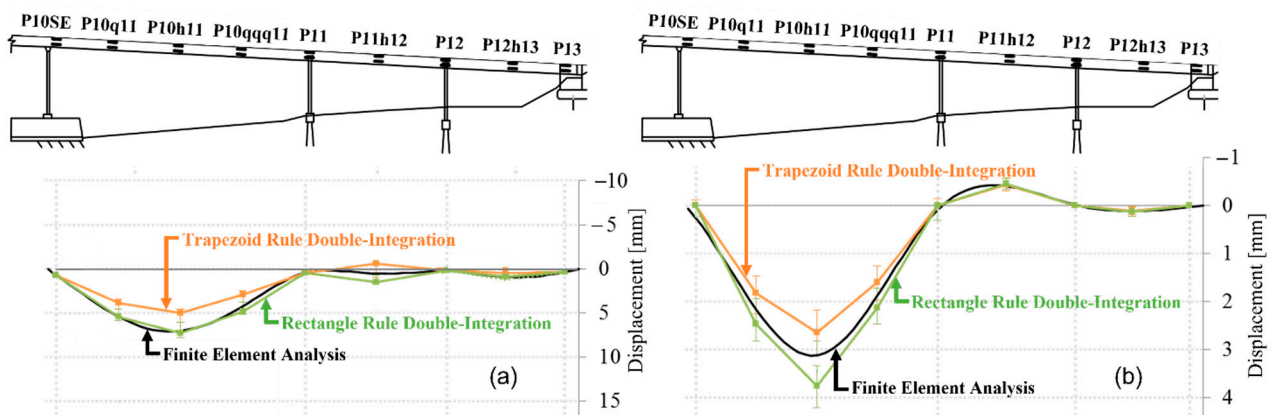 P10SE P10q11 P10h11 P10qqq11 P11 P11h12 P12 P12h13 P13
−10
−5
0
5
10
15
Displacement [mm]
Trapezoid Rule Double-Integration
Rectangle Rule Double-Integration
Finite Element Analysis
(a)
P10SE P10q11 P10h11 P10qqq11 P11 P11h12 P12 P12h13 P13
−1
0
1
2
3
4
Displacement [mm]
Trapezoid Rule Double-Integration
Rectangle Rule Double-Integration
Finite Element Analysis
(b)